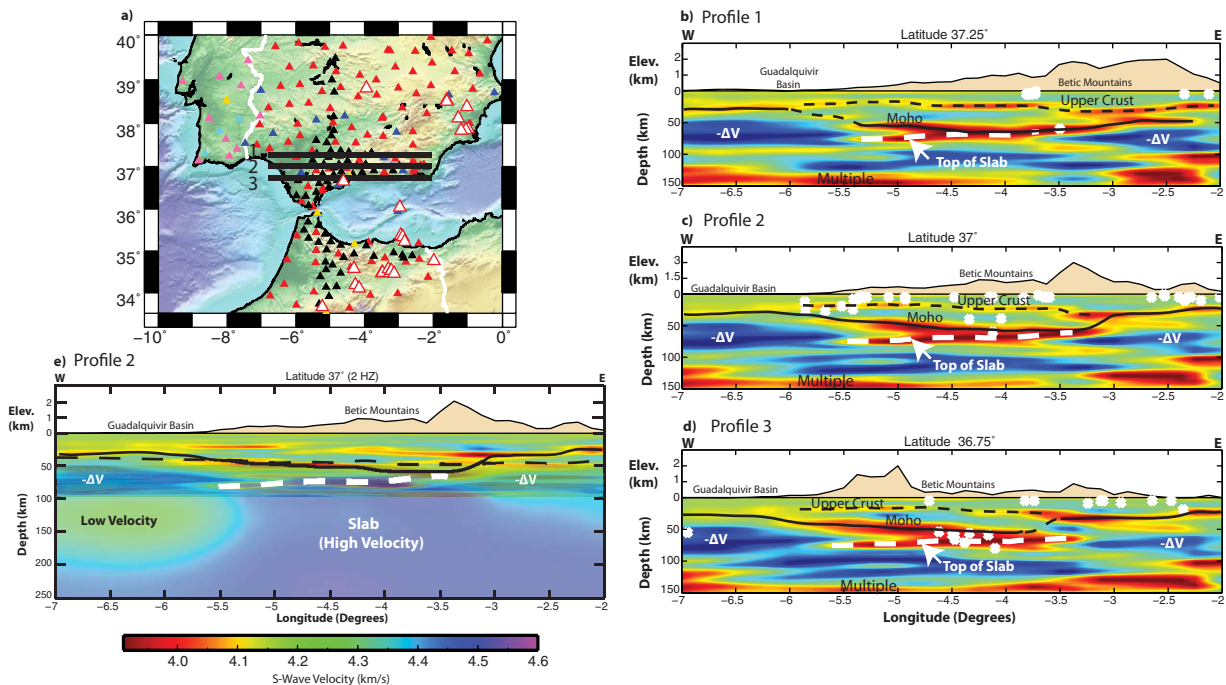 a)
40˚
39˚
38˚
37˚
36˚
35˚
34˚
1
2
3
−10˚
−8˚
−6˚
−4˚
−2˚
0˚
b) Profile 1
Latitude 37.25˚
W
E
Elev.
(km)
2
1
0
Guadalquivir
Basin
Betic Mountains
Upper Crust
Moho
-ΔV
-ΔV
Top of Slab
Multiple
Depth (km)
50
100
150
−7
−6.5
−6
−5.5
−5
−4.5
−4
−3.5
−3
−2.5
−2
c) Profile 2
Latitude 37˚
W
E
Elev.
(km)
3
1.5
0
Guadalquivir Basin
Betic Mountains
Upper Crust
Moho
-ΔV
-ΔV
Top of Slab
Multiple
Depth (km)
50
100
150
−7
−6.5
−6
−5.5
−5
−4.5
−4
−3.5
−3
−2.5
−2
d) Profile 3
Latitude 36.75˚
W
E
Elev.
(km)
2
1
0
Guadalquivir Basin
Betic Mountains
Upper Crust
Moho
-ΔV
-ΔV
Top of Slab
Multiple
Depth (km)
50
100
150
−7
−6.5
−6
−5.5
−5
−4.5
−4
−3.5
−3
−2.5
−2
Longitude (Degrees)
e) Profile 2
Latitude 37˚ (2 HZ)
W
E
Elev.
(km)
2
1
0
Guadalquivir Basin
Betic Mountains
-ΔV
-ΔV
Low Velocity
Slab
(High Velocity)
Depth (km)
50
100
150
200
250
−7
−6.5
−6
−5.5
−5
−4.5
−4
−3.5
−3
−2.5
−2
Longitude (Degrees)
4.0
4.1
4.2
4.3
4.4
4.5
4.6
S-Wave Velocity (km/s)